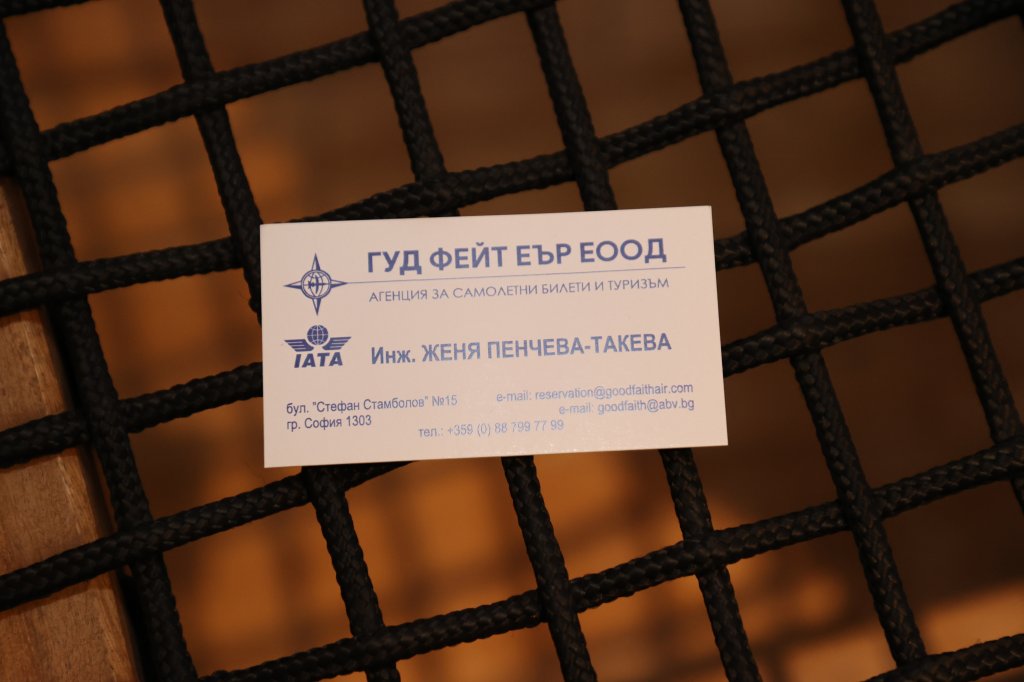 ГУД ФЕЙТ ЕЪР ЕООД
АГЕНЦИЯ ЗА САМОЛЕТНИ БИЛЕТИ И ТУРИЗЪМ
IATA
Инж. ЖЕНЯ ПЕНЧЕВА-ТАКЕВА
бул. "Стефан Стамболов" №15
гр. София 1303
e-mail: reservation@goodfaithair.com
e-mail: goodfaith@abv.bg
тел.: +359 (0) 88 799 77 99